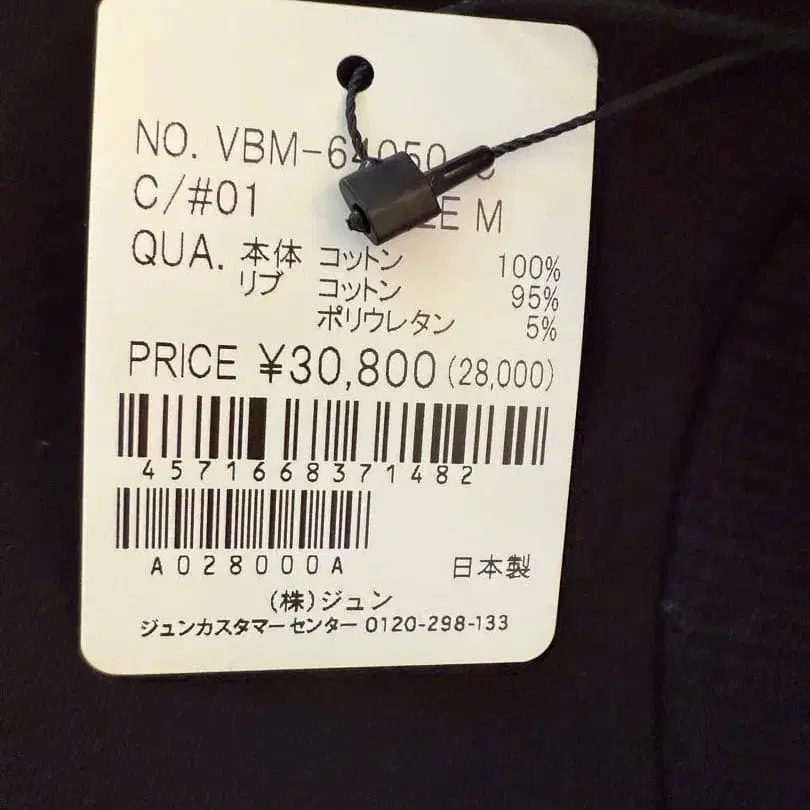 NO. VBM-64050
C/#01 M
QUA. 本体 コットン 100%
リブ コットン 95%
ポリウレタン 5%
PRICE ¥30,800(28,000)
4571668371482
A028000A
日本製
(株)ジュン
ジュンカスタマーセンター 0120-298-133